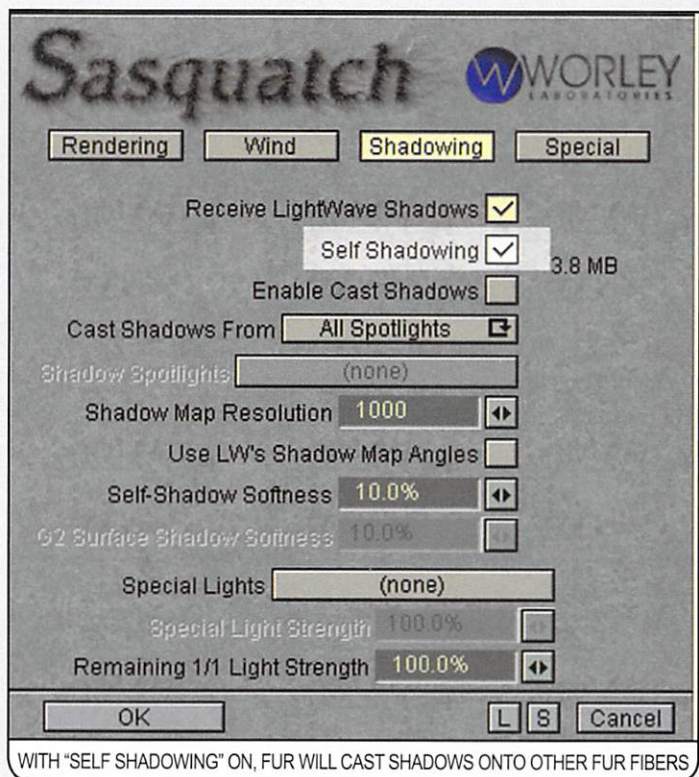 Sasquatch WORLEY
LABORATORIES
Rendering Wind Shadowing Special
Receive LightWave Shadows
Self Shadowing
3.8 MB
Enable Cast Shadows
Cast Shadows From All Spotlights
Shadow Spotlights (none)
Shadow Map Resolution 1000
Use LW's Shadow Map Angles
Self-Shadow Softness 10.0%
G2 Surface Shadow Softness 10.0%
Special Lights (none)
Special Light Strength 100.0%
Remaining 1/1 Light Strength 100.0%
OK L S Cancel
WITH “SELF SHADOWING” ON, FUR WILL CAST SHADOWS ONTO OTHER FUR FIBERS